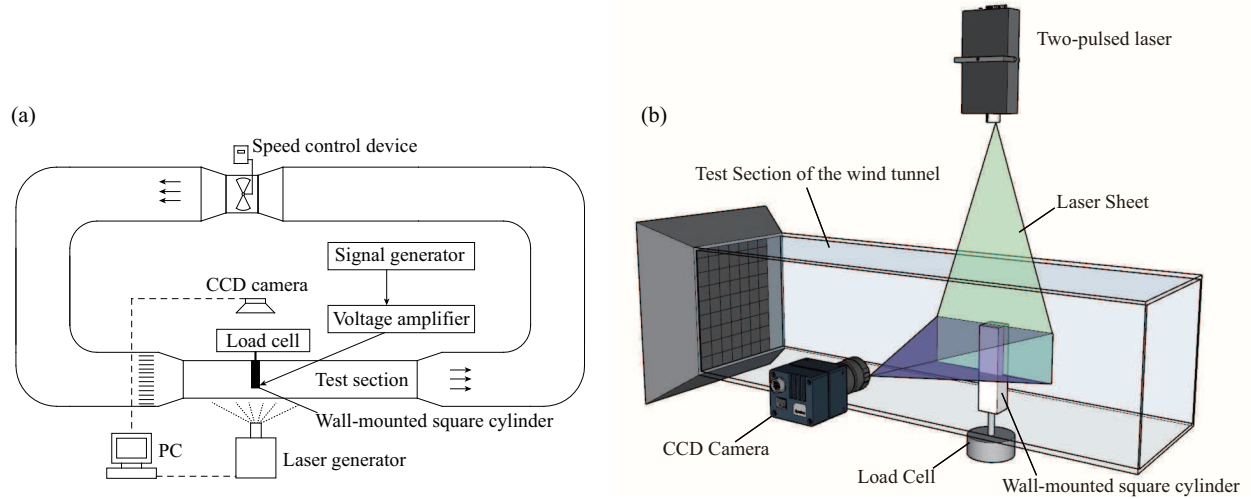 (a)
Speed control device
Signal generator
CCD camera
Voltage amplifier
Load cell
Test section
Wall-mounted square cylinder
PC
Laser generator
(b)
Two-pulsed laser
Test Section of the wind tunnel
Laser Sheet
CCD Camera
Load Cell
Wall-mounted square cylinder